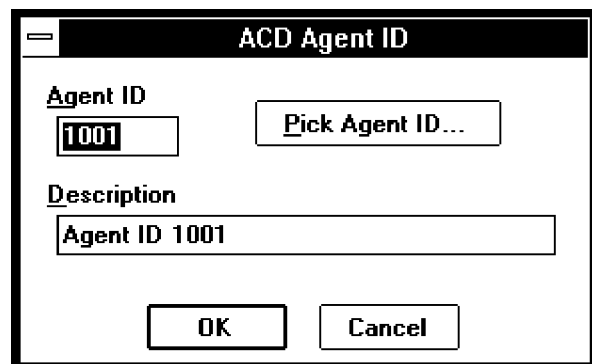 ACD Agent ID
Agent ID
1001
Pick Agent ID...
Description
Agent ID 1001
OK
Cancel